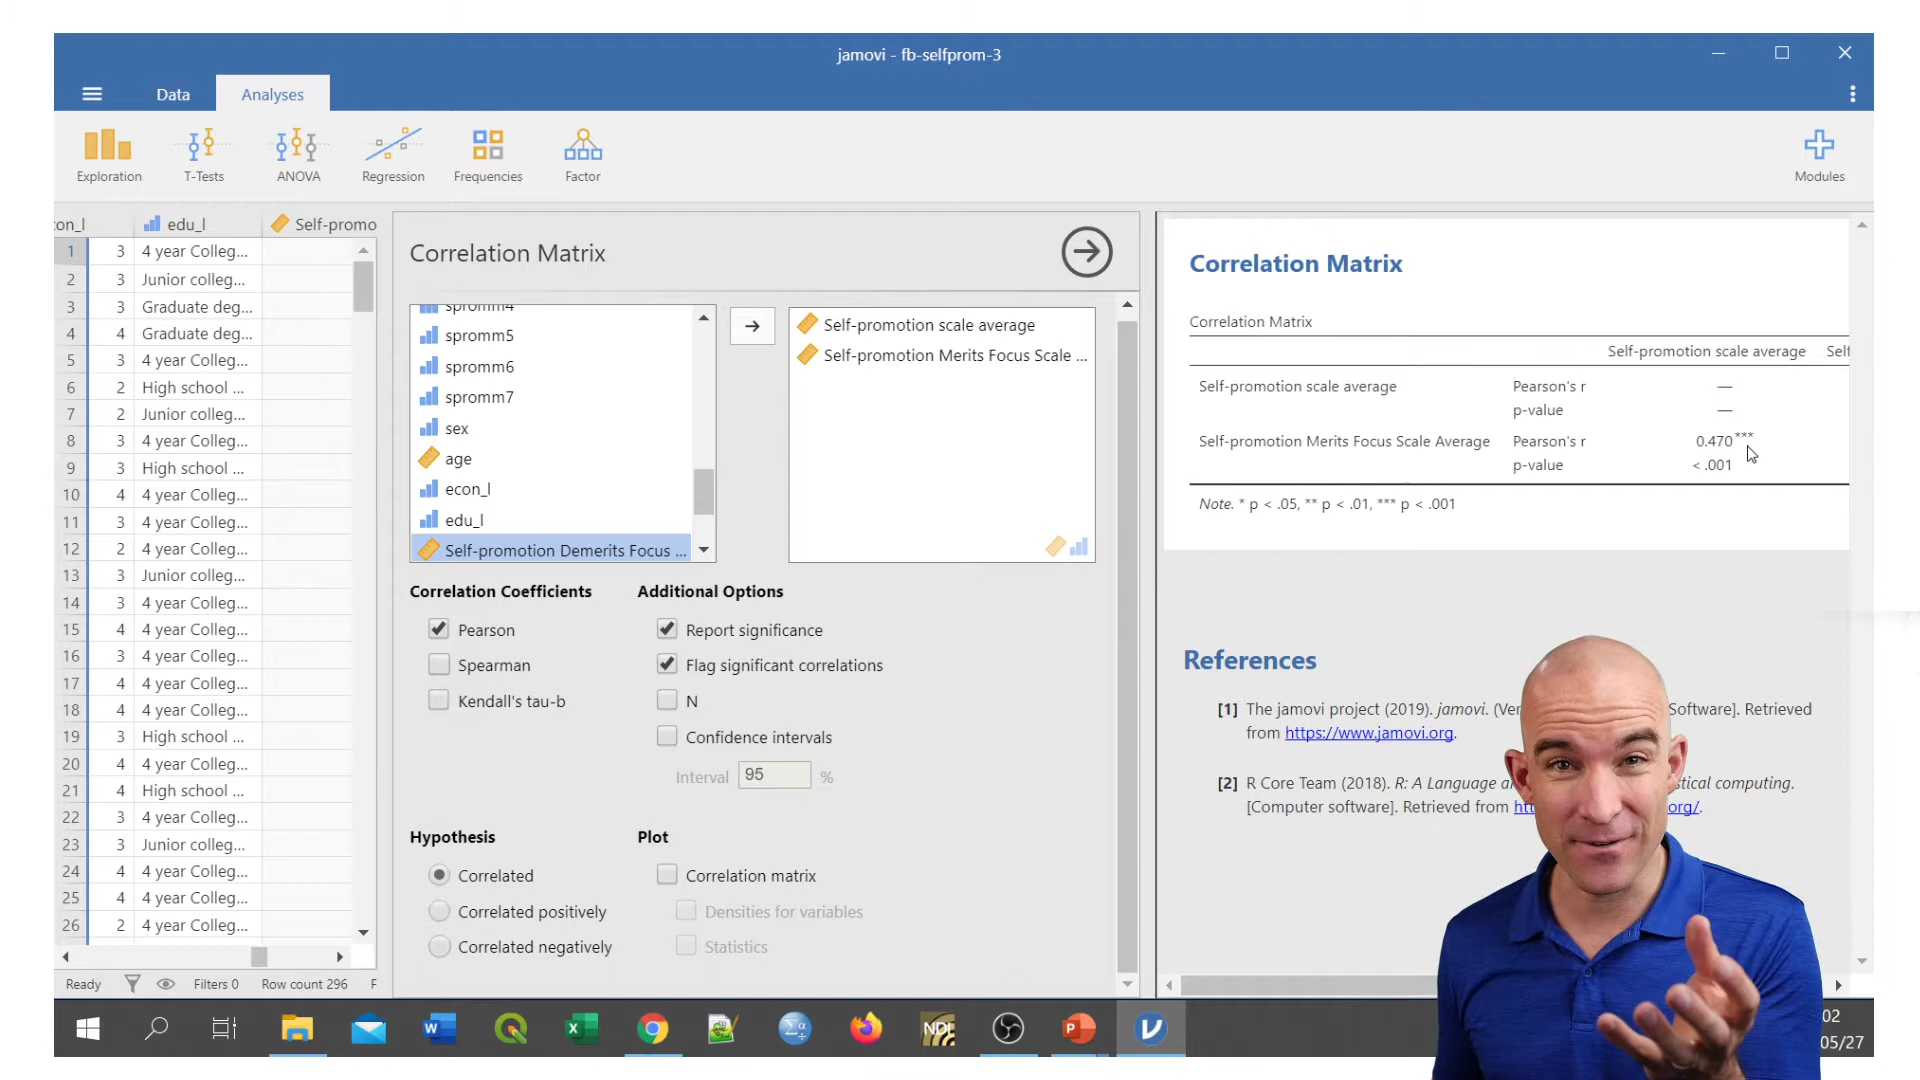 jamovi - fb-selfprom-3
Data Analyses
Exploration T-Tests ANOVA Regression Frequencies Factor Modules
con_l edu_l Self-promo
1 3 4 year Colleg...
2 3 Junior colleg...
3 3 Graduate deg...
4 4 Graduate deg...
5 3 4 year Colleg...
6 2 High school ...
7 2 Junior colleg...
8 3 4 year Colleg...
9 3 High school ...
10 4 4 year Colleg...
11 3 4 year Colleg...
12 2 4 year Colleg...
13 3 Junior colleg...
14 3 4 year Colleg...
15 4 4 year Colleg...
16 3 4 year Colleg...
17 4 4 year Colleg...
18 4 4 year Colleg...
19 3 High school ...
20 4 4 year Colleg...
21 4 High school ...
22 3 4 year Colleg...
23 3 Junior colleg...
24 4 4 year Colleg...
25 4 4 year Colleg...
26 2 4 year Colleg...
Ready Filters 0 Row count 296 F
Correlation Matrix
spromm4
spromm5
spromm6
spromm7
sex
age
econ_l
edu_l
Self-promotion Demerits Focus ...
Self-promotion scale average
Self-promotion Merits Focus Scale ...
Correlation Coefficients
Pearson
Spearman
Kendall's tau-b
Additional Options
Report significance
Flag significant correlations
N
Confidence intervals
Interval 95 %
Hypothesis
Correlated
Correlated positively
Correlated negatively
Plot
Correlation matrix
Densities for variables
Statistics
Correlation Matrix
Correlation Matrix
Self-promotion scale average Self
Self-promotion scale average Pearson's r —
p-value —
Self-promotion Merits Focus Scale Average Pearson's r 0.470 ***
p-value < .001
Note. * p < .05, ** p < .01, *** p < .001
References
[1] The jamovi project (2019). jamovi. (Ver Software]. Retrieved
from https://www.jamovi.org.
[2] R Core Team (2018). R: A Language a tical computing.
[Computer software]. Retrieved from ht org/.
NDI
02
05/27